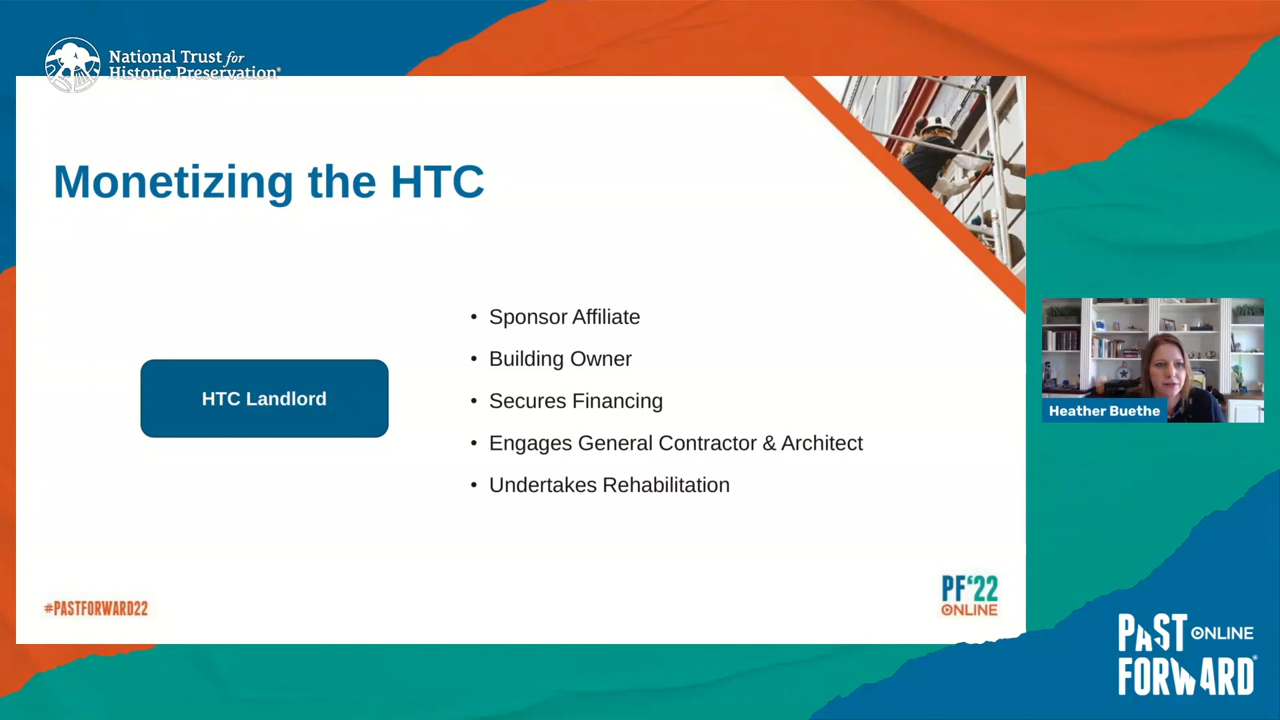 National Trust for
Historic Preservation®
Monetizing the HTC
HTC Landlord
• Sponsor Affiliate
• Building Owner
• Secures Financing
• Engages General Contractor & Architect
• Undertakes Rehabilitation
Heather Buethe
#PASTFORWARD22
PF'22
ONLINE
PAST ONLINE
FORWARD®